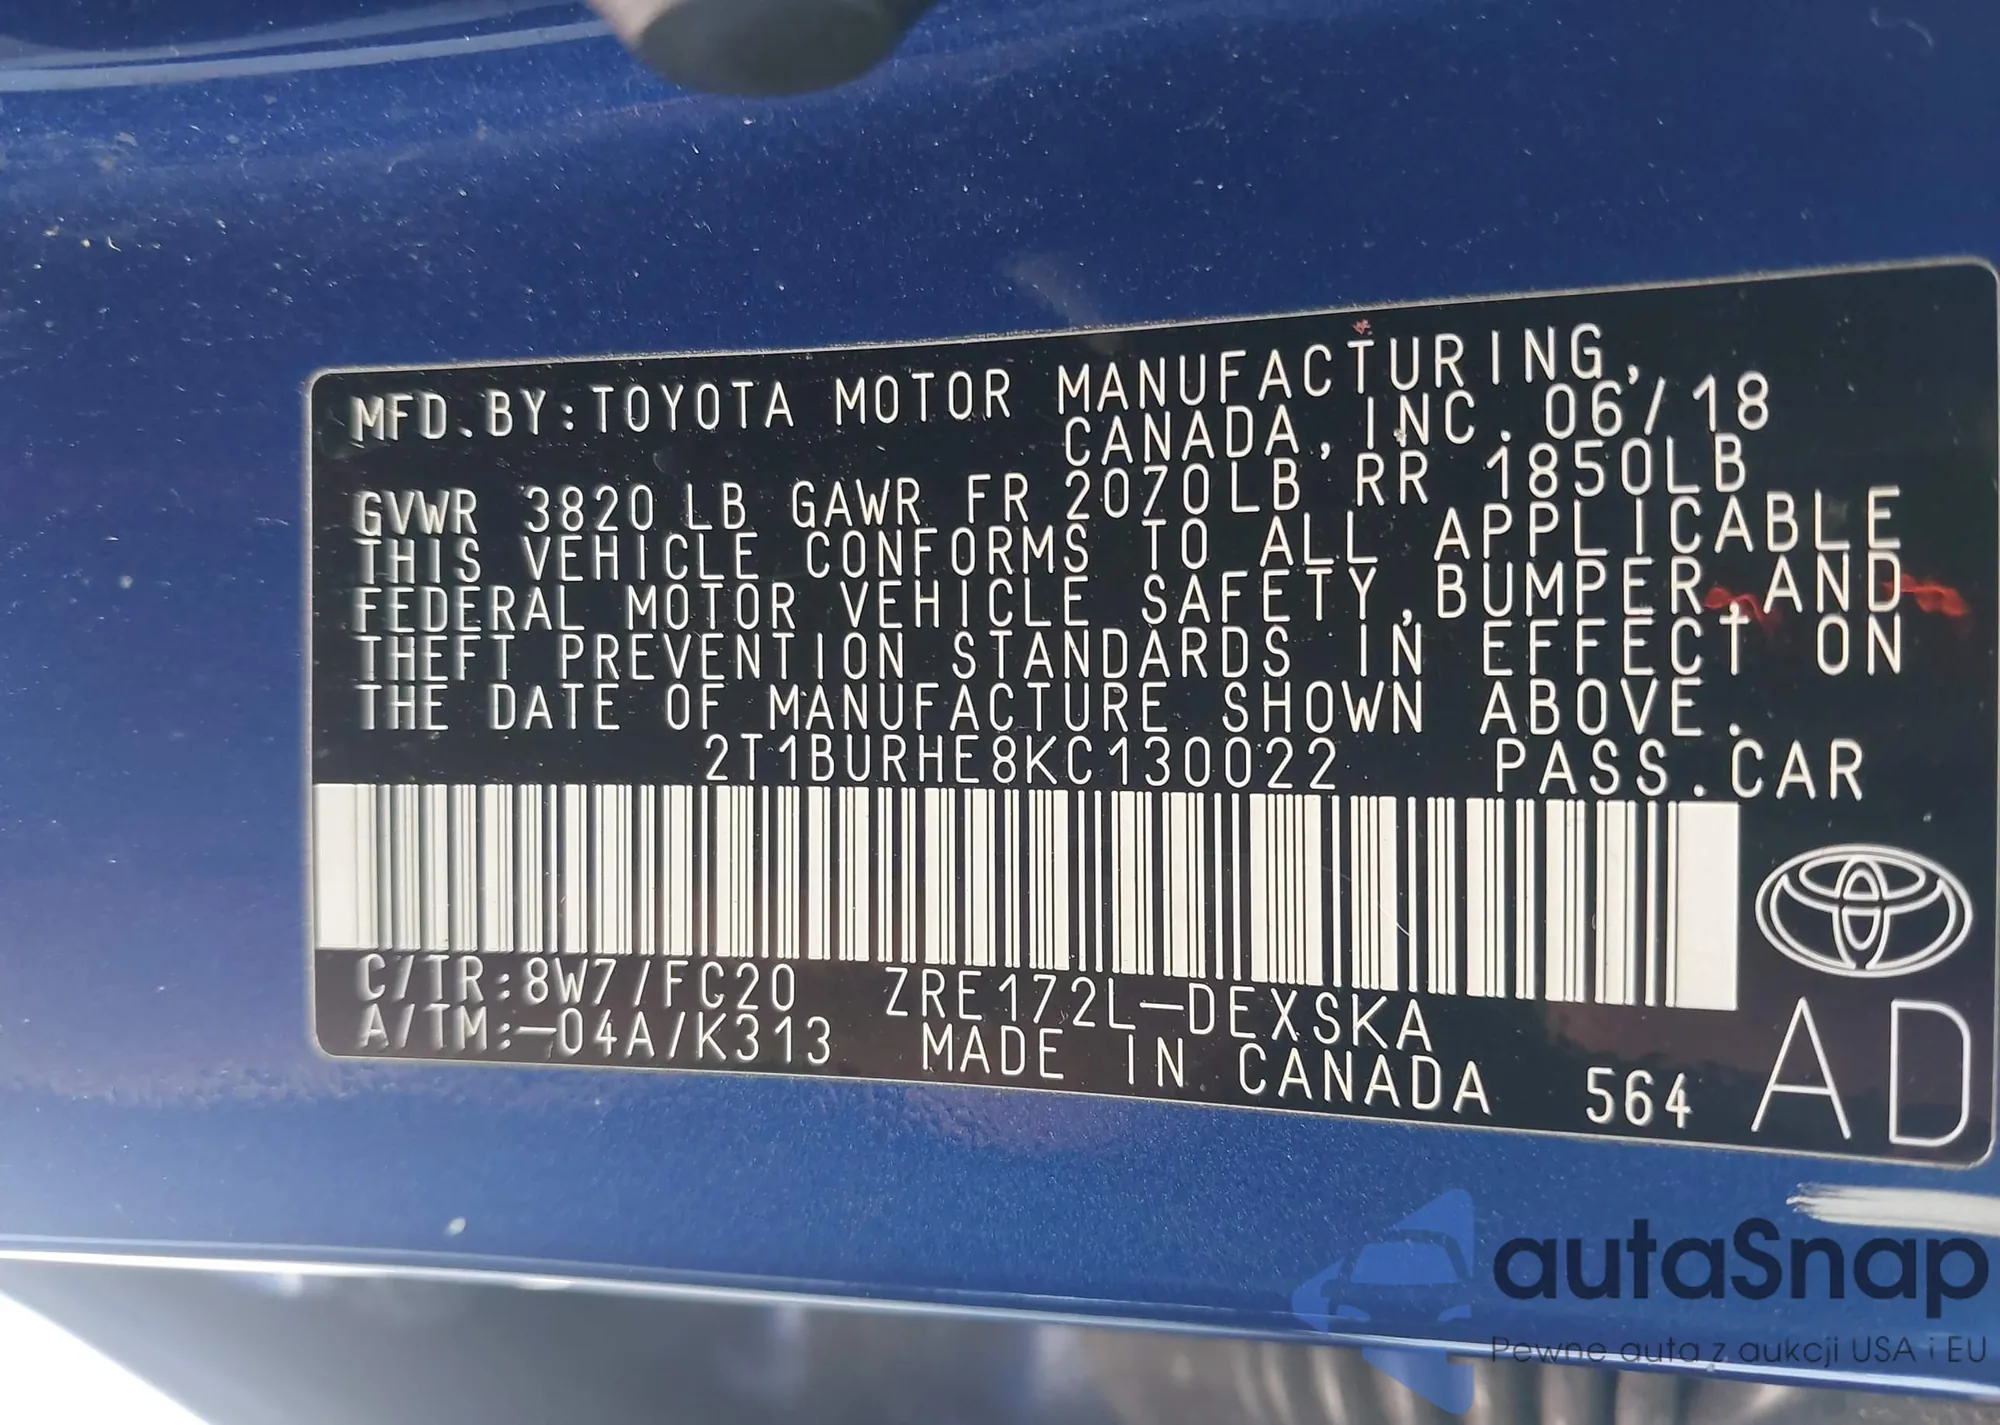 MFD.BY:TOYOTA MOTOR MANUFACTURING,
CANADA,INC.06/18
GVWR 3820 LB GAWR FR 2070LB RR 1850LB
THIS VEHICLE CONFORMS TO ALL APPLICABLE
FEDERAL MOTOR VEHICLE SAFETY,BUMPER,AND
THEFT PREVENTION STANDARDS IN EFFECT ON
THE DATE OF MANUFACTURE SHOWN ABOVE.
2T1BURHE8KC130022 PASS.CAR
C/TR:8W7/FC20 ZRE172L-DEXSKA
A/TM:-04A/K313 MADE IN CANADA 564 AD
autaSnap
Pewne auta z aukcji USA i EU